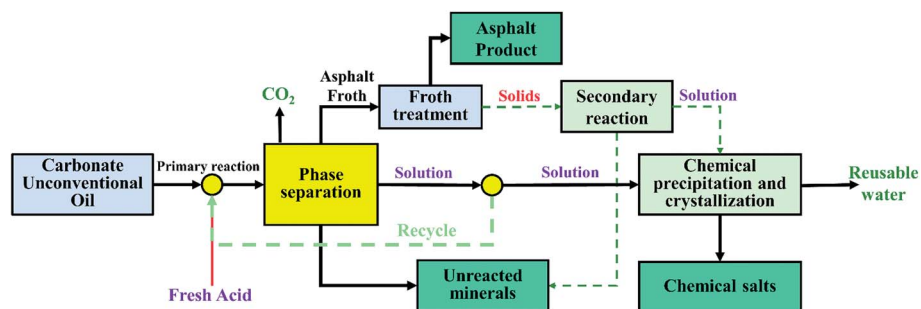 Asphalt
Product
Asphalt
Froth
CO₂
Froth
treatment
Solids
Secondary
reaction
Solution
Carbonate
Unconventional
Oil
Primary reaction
Phase
separation
Solution
Solution
Chemical
precipitation and
crystallization
Reusable
water
Recycle
Fresh Acid
Unreacted
minerals
Chemical salts